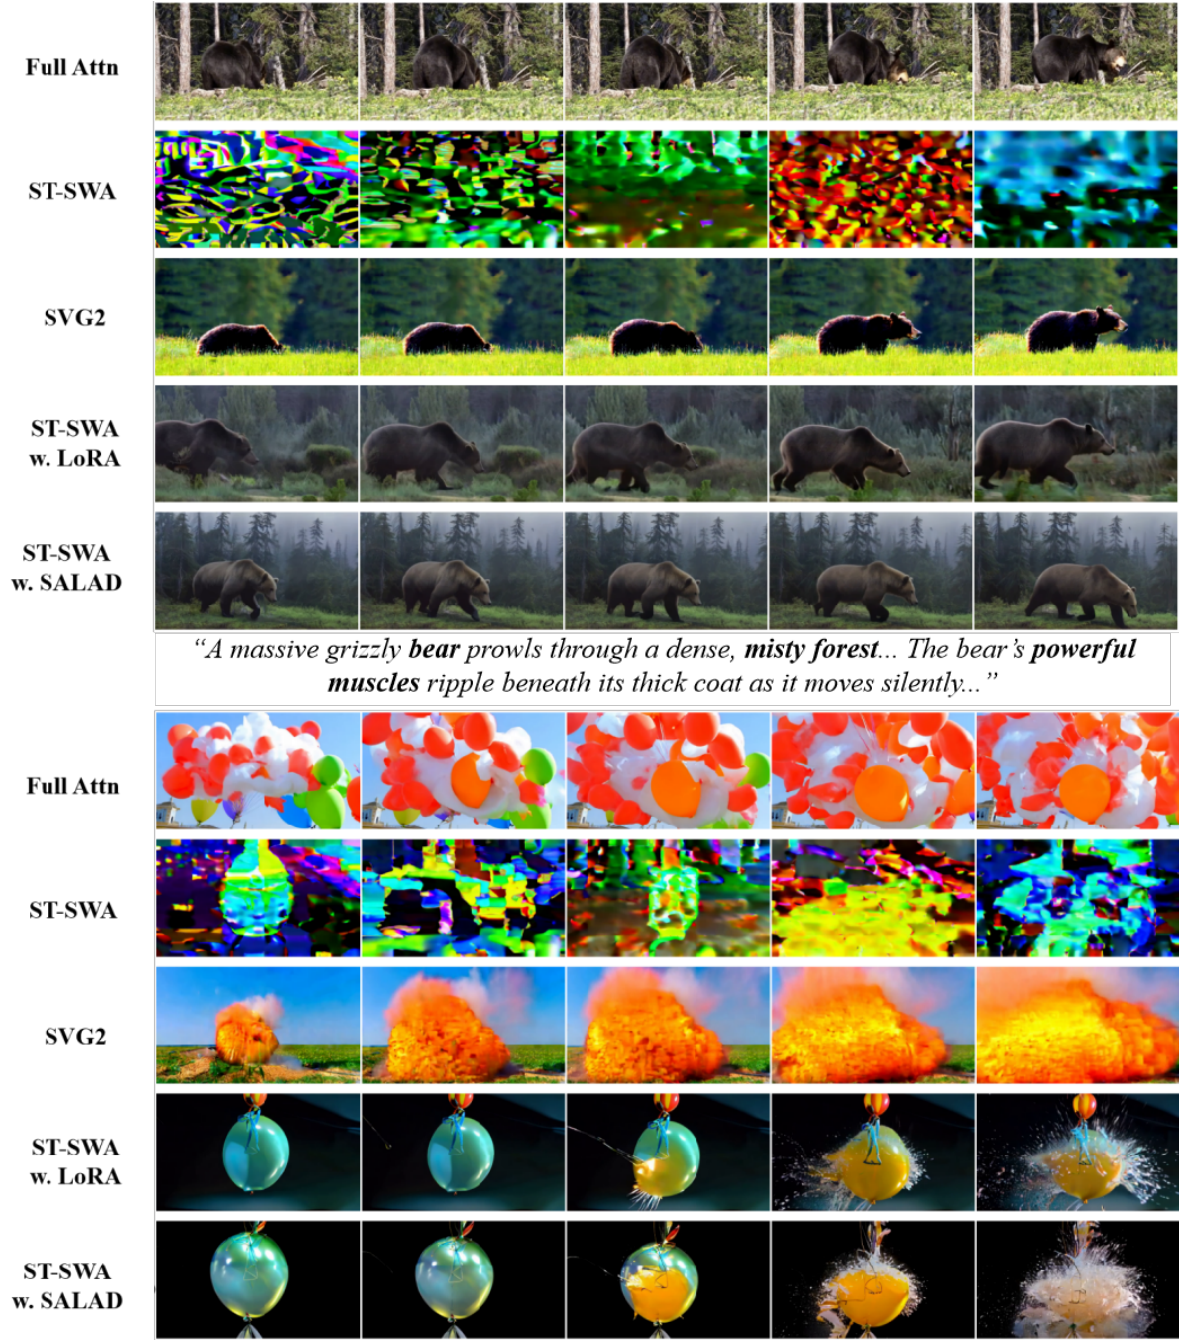 Full Attn
ST-SWA
SVG2
ST-SWA
w. LoRA
ST-SWA
w. SALAD
“A massive grizzly bear prowls through a dense, misty forest... The bear’s powerful
muscles ripple beneath its thick coat as it moves silently...”
Full Attn
ST-SWA
SVG2
ST-SWA
w. LoRA
ST-SWA
w. SALAD